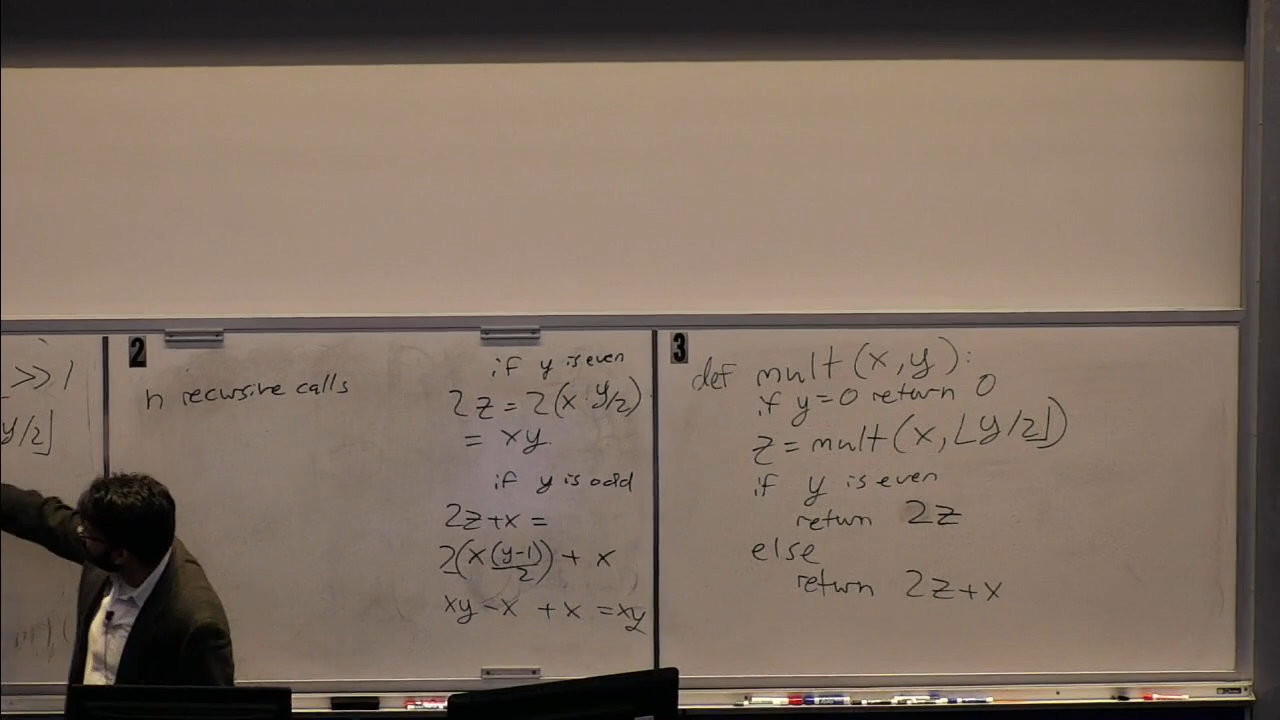 >> 1
y/2⌋
2
n recursive calls
if y is even
2z = 2(x·y/2)
= xy
if y is odd
2z+x =
2(x(y-1)/2) + x
xy - x + x = xy
3
def mult(x,y):
if y=0 return 0
z = mult(x, ⌊y/2⌋)
if y is even
return 2z
else
return 2z+x